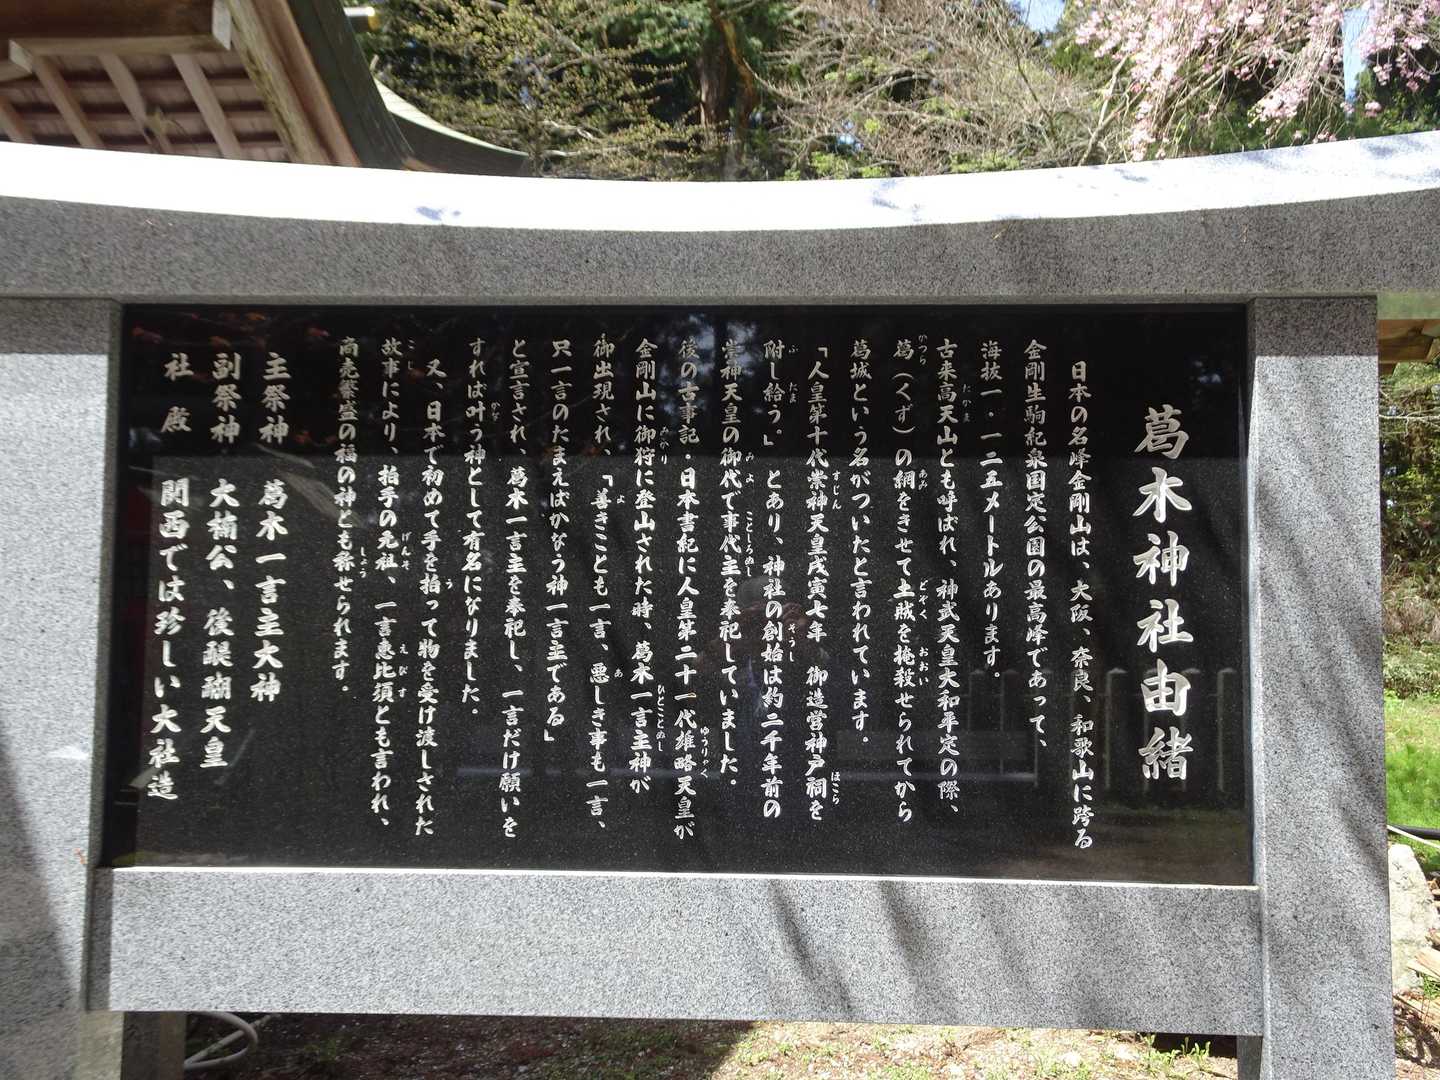 葛木神社由緒
日本の名峰金剛山は、大阪、奈良、和歌山に跨る
金剛生駒紀泉国定公園の最高峰であって、
海抜一・一二五メートルあります。
古来高天山とも呼ばれ、神武天皇大和平定の際、
葛（くず）の網をきせて土賊を掩殺せられてから
葛城という名がついたと言われています。
「人皇第十代崇神天皇戌寅七年　御造営神戸祠を
附し給う。」とあり、神社の創始は約二千年前の
崇神天皇の御代で事代主を奉祀していました。
後の古事記・日本書紀に人皇第二十一代雄略天皇が
金剛山に御狩に登山された時、葛木一言主神が
御出現され、「善きことも一言、悪しき事も一言、
只一言のたまえばかなう神一言主である」
と宣言され、葛木一言主を奉祀し、一言だけ願いを
すれば叶う神として有名になりました。
又、日本で初めて手を拍って物を受け渡しされた
故事により、拍手の元祖、一言恵比須とも言われ、
商売繁盛の福の神とも称せられます。
主祭神　葛木一言主大神
副祭神　大楠公、後醍醐天皇
社殿　関西では珍しい大社造